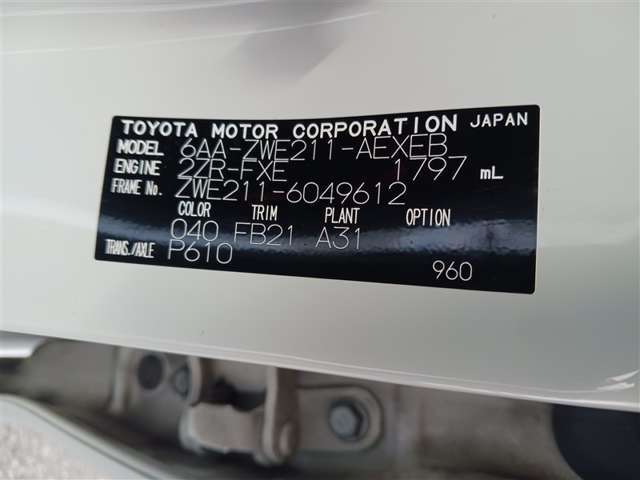 TOYOTA MOTOR CORPORATION JAPAN
MODEL 6AA-ZWE211-AEXEB
ENGINE 2ZR-FXE 1797 mL
FRAME No. ZWE211-6049612
COLOR TRIM PLANT OPTION
040 FB21 A31
TRANS./AXLE P610
960